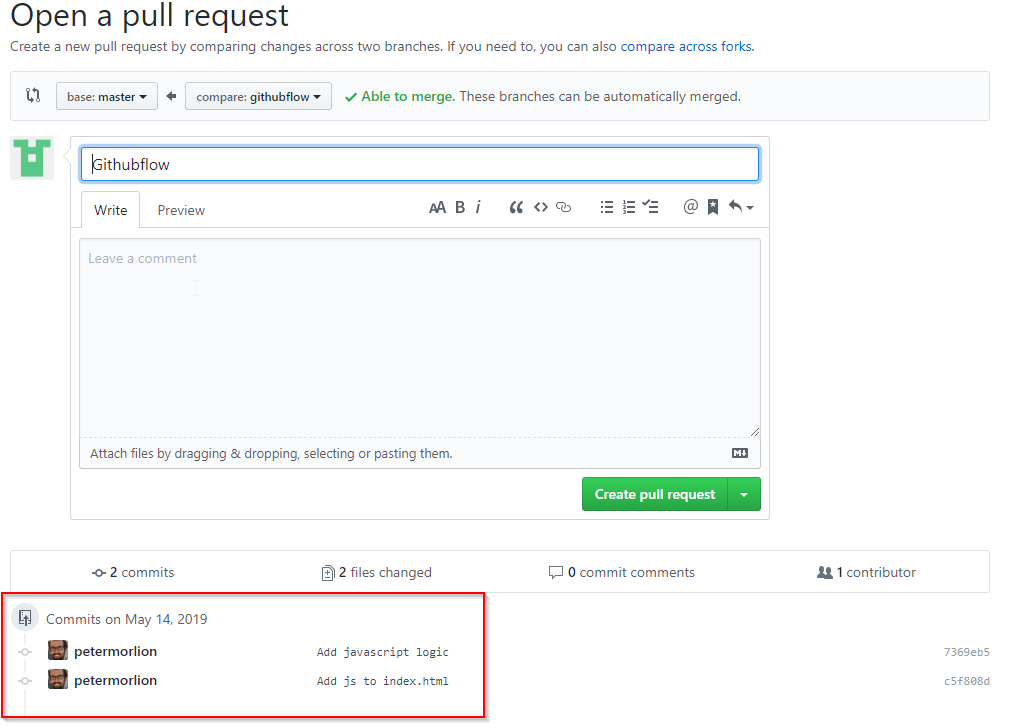 Open a pull request
Create a new pull request by comparing changes across two branches. If you need to, you can also compare across forks.
base: master compare: githubflow Able to merge. These branches can be automatically merged.
Githubflow
Write Preview AA B i @
Leave a comment
Attach files by dragging & dropping, selecting or pasting them. M
Create pull request
2 commits 2 files changed 0 commit comments 1 contributor
Commits on May 14, 2019
petermorlion Add javascript logic 7369eb5
petermorlion Add js to index.html c5f808d